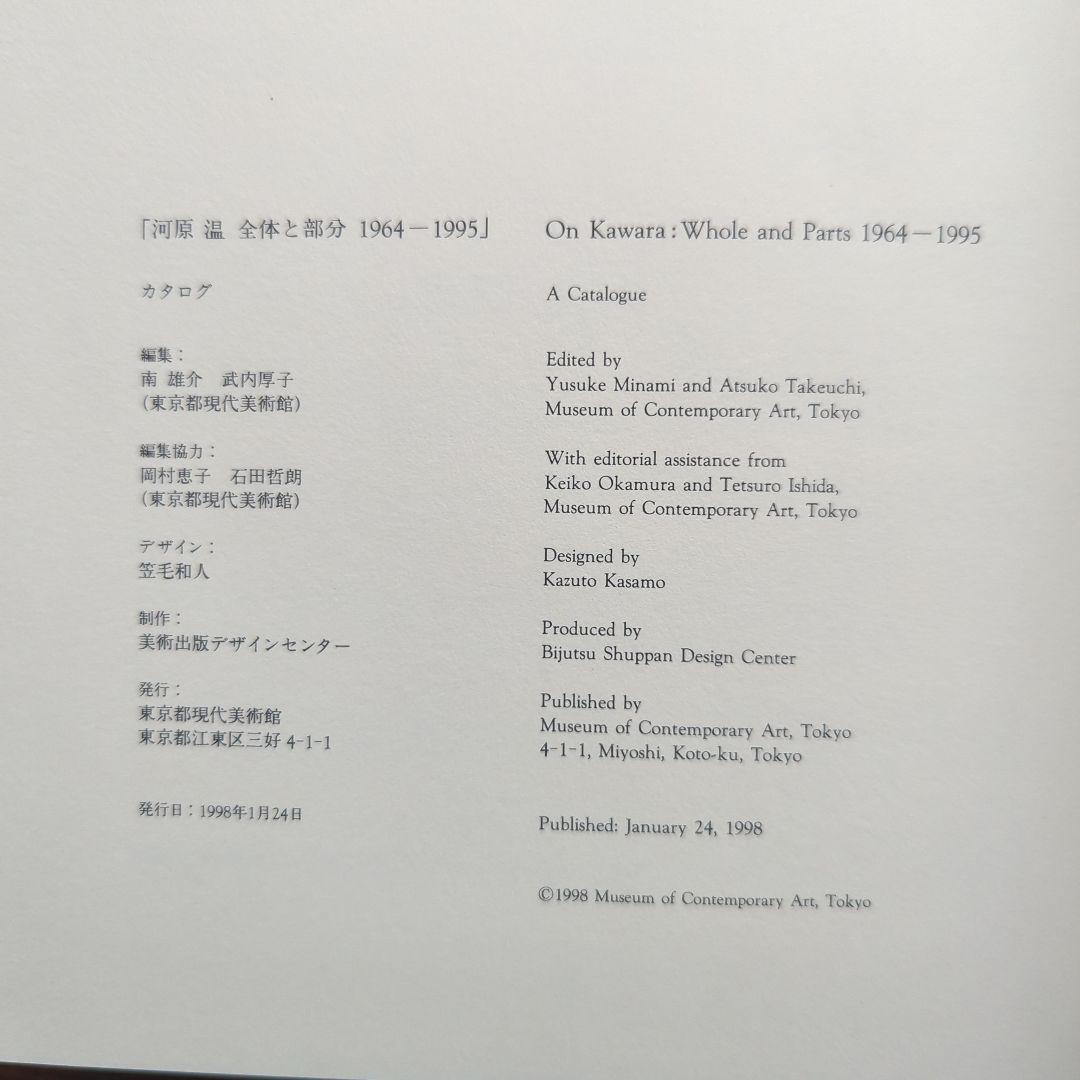 「河原 温 全体と部分 1964－1995」
カタログ
編集：
南 雄介　武内厚子
（東京都現代美術館）
編集協力：
岡村恵子　石田哲朗
（東京都現代美術館）
デザイン：
笠毛和人
制作：
美術出版デザインセンター
発行：
東京都現代美術館
東京都江東区三好 4-1-1
発行日：1998年1月24日
On Kawara : Whole and Parts 1964－1995
A Catalogue
Edited by
Yusuke Minami and Atsuko Takeuchi,
Museum of Contemporary Art, Tokyo
With editorial assistance from
Keiko Okamura and Tetsuro Ishida,
Museum of Contemporary Art, Tokyo
Designed by
Kazuto Kasamo
Produced by
Bijutsu Shuppan Design Center
Published by
Museum of Contemporary Art, Tokyo
4-1-1, Miyoshi, Koto-ku, Tokyo
Published: January 24, 1998
©1998 Museum of Contemporary Art, Tokyo